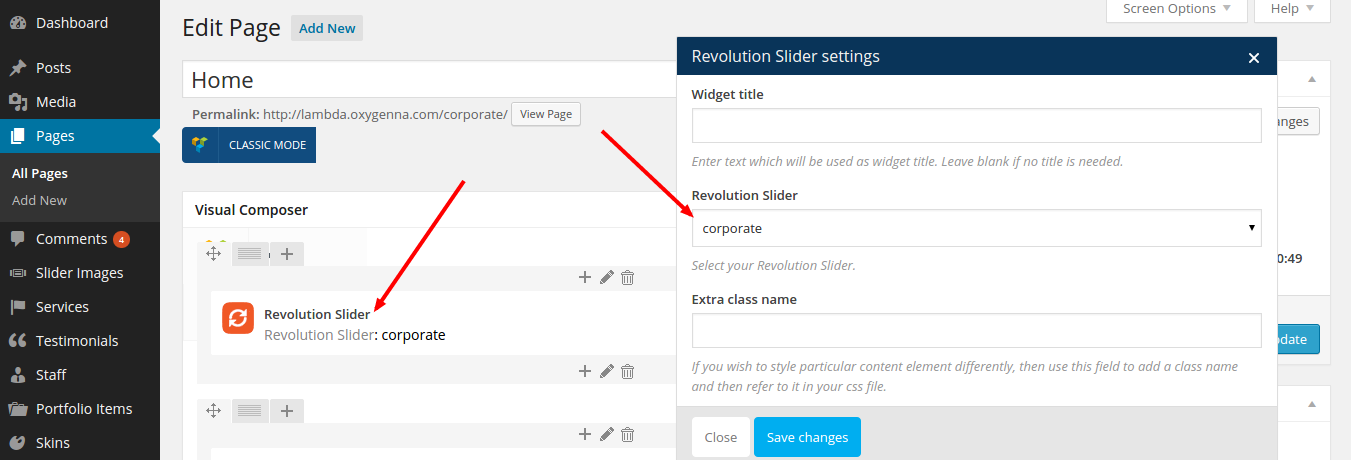 Dashboard
Posts
Media
Pages
All Pages
Add New
Comments 4
Slider Images
Services
Testimonials
Staff
Portfolio Items
Skins
Screen Options
Help
Edit Page Add New
Home
Permalink: http://lambda.oxygenna.com/corporate/ View Page
CLASSIC MODE
Visual Composer
Revolution Slider
Revolution Slider: corporate
Revolution Slider settings
Widget title
Enter text which will be used as widget title. Leave blank if no title is needed.
Revolution Slider
corporate
Select your Revolution Slider.
Extra class name
If you wish to style particular content element differently, then use this field to add a class name
and then refer to it in your css file.
Close Save changes
anges
0:49
date